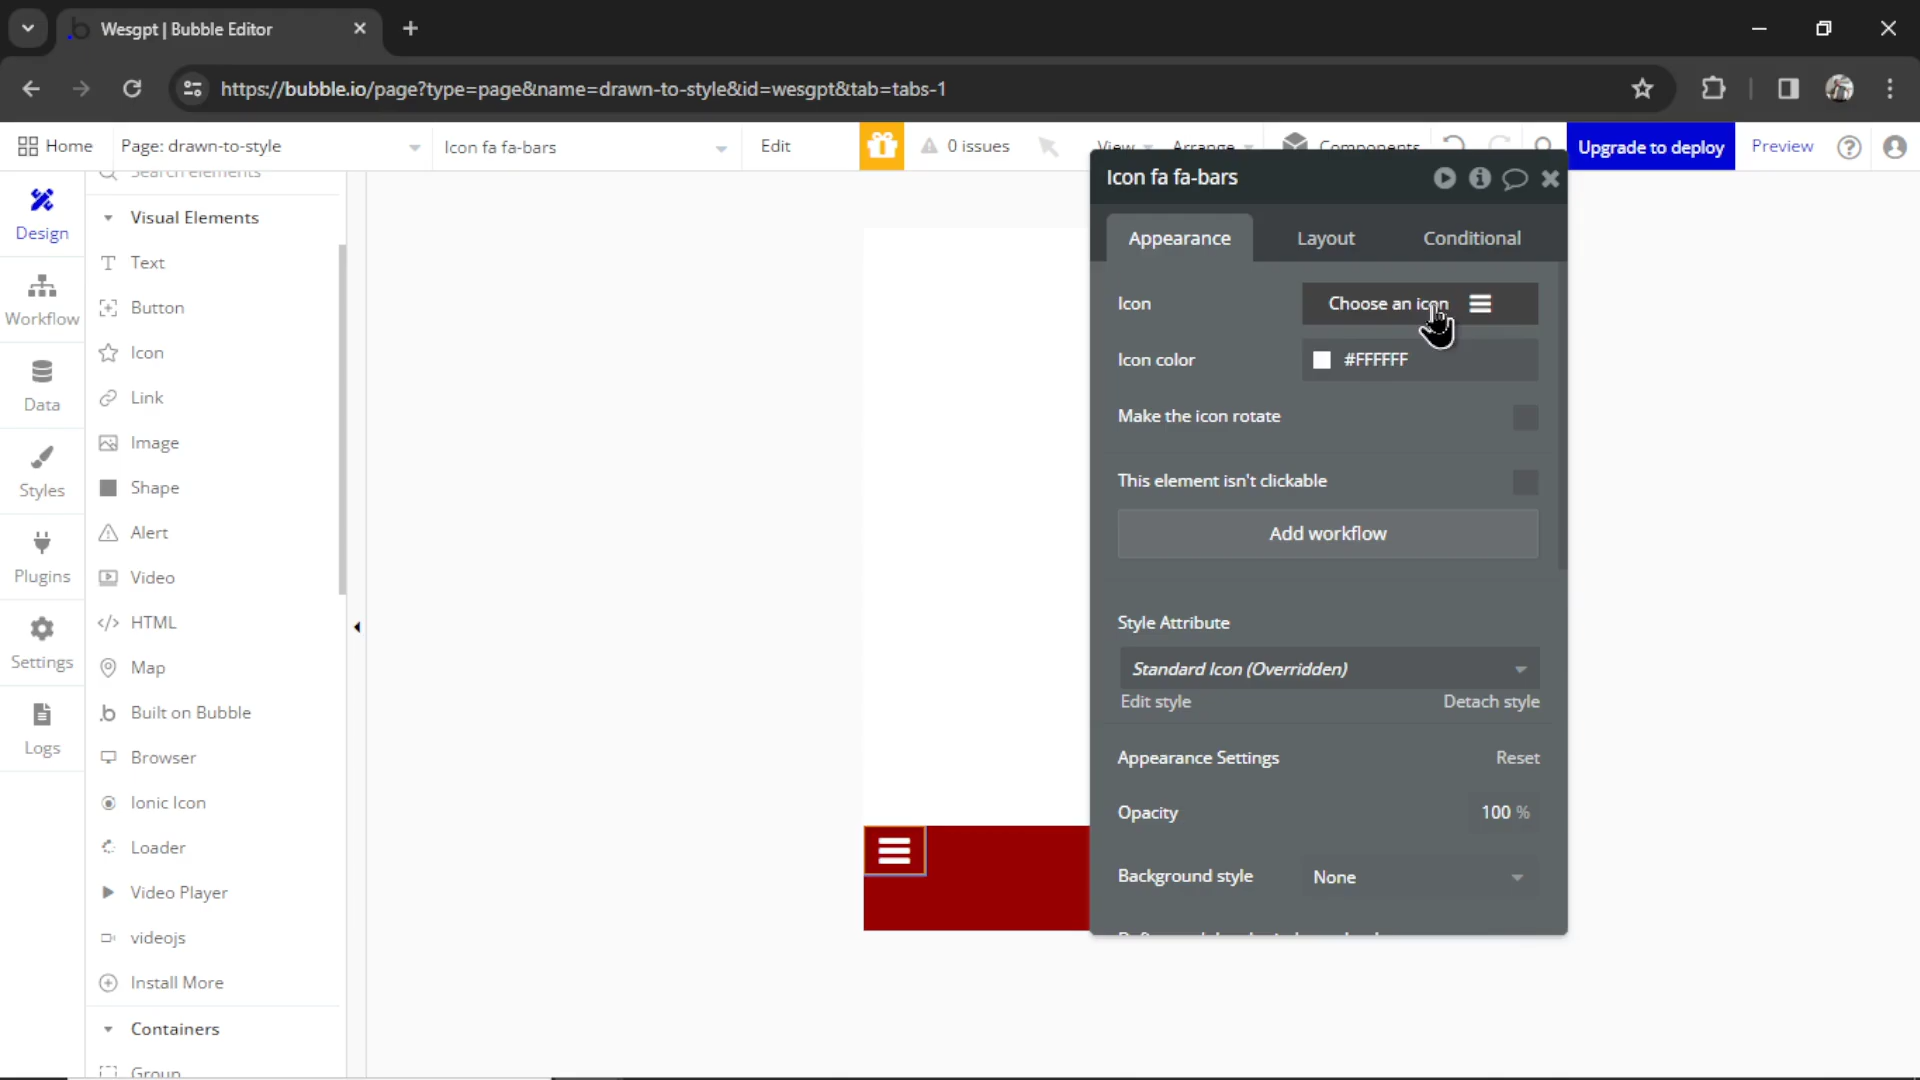 Wesgpt | Bubble Editor
https://bubble.io/page?type=page&name=drawn-to-style&id=wesgpt&tab=tabs-1
Home
Page: drawn-to-style
Icon fa fa-bars
Edit
0 issues
View
Arrange
Components
Upgrade to deploy
Preview
Design
Workflow
Data
Styles
Plugins
Settings
Logs
Search elements
Visual Elements
Text
Button
Icon
Link
Image
Shape
Alert
Video
HTML
Map
Built on Bubble
Browser
Ionic Icon
Loader
Video Player
videojs
Install More
Containers
Group
Icon fa fa-bars
Appearance
Layout
Conditional
Icon
Choose an icon
Icon color
#FFFFFF
Make the icon rotate
This element isn't clickable
Add workflow
Style Attribute
Standard Icon (Overridden)
Edit style
Detach style
Appearance Settings
Reset
Opacity
100 %
Background style
None